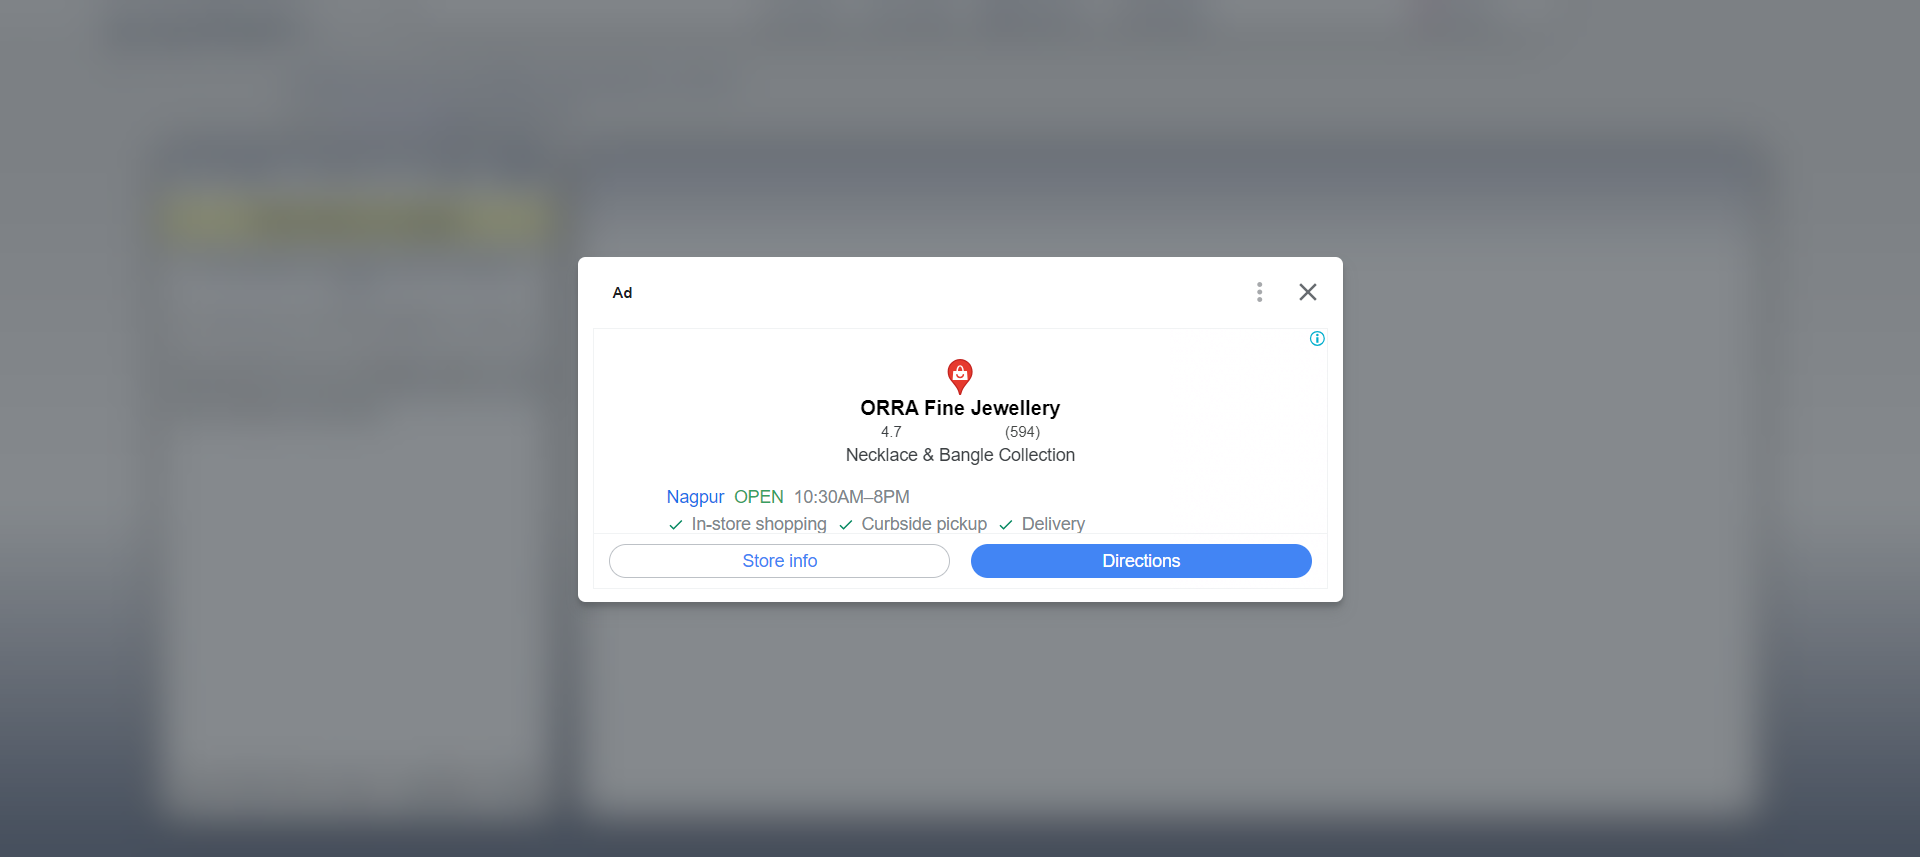 Ad
ORRA Fine Jewellery
4.7 (594)
Necklace & Bangle Collection
Nagpur OPEN 10:30AM–8PM
In-store shopping Curbside pickup Delivery
Store info Directions